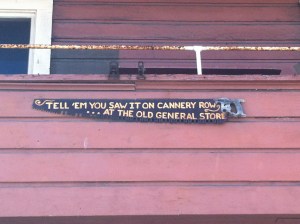 TELL 'EM YOU SAW IT ON CANNERY ROW
... AT THE OLD GENERAL STORE